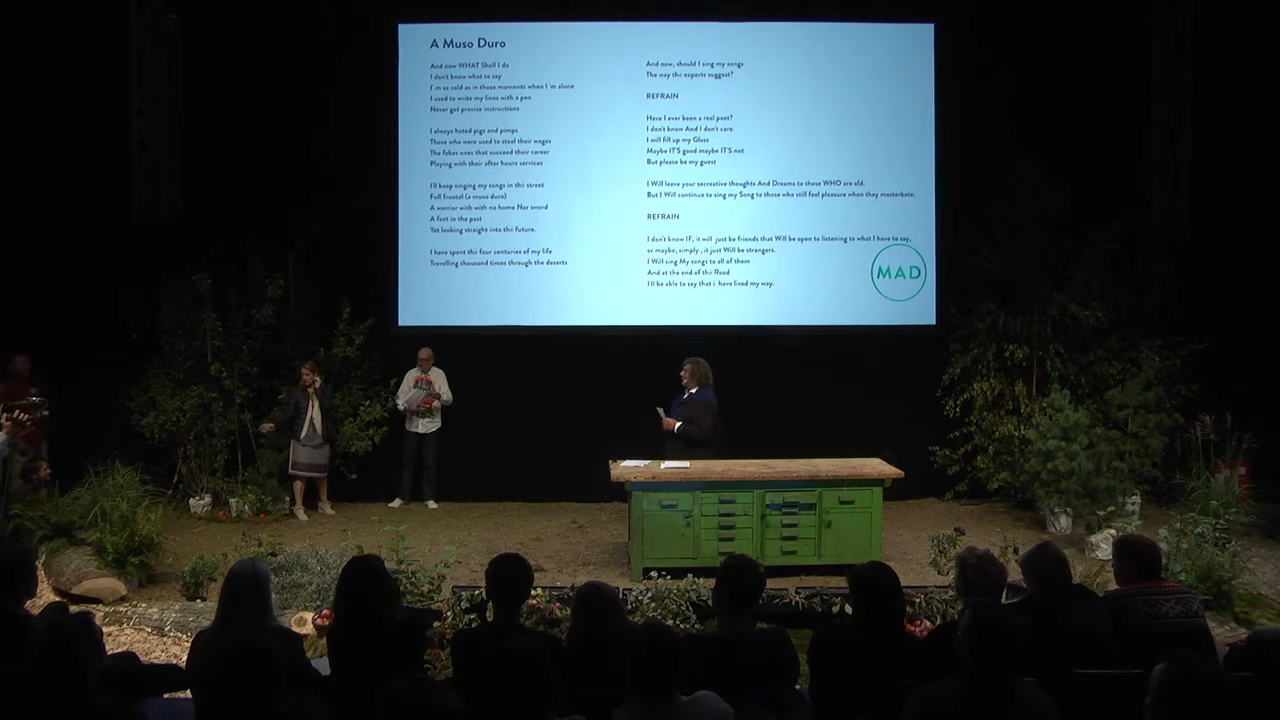 A Muso Duro
And now WHAT Shall I do
I don't know what to say
I'm as cold as in those moments when I'm alone
I used to write my lines with a pen
Never got precise instructions
I always hated pigs and pimps
Those who were used to steal their wages
The fakes ones that succeed their career
Playing with their after hours services
I'll keep singing my songs in thi street
Full frontal (a muso duro)
A warrior with with no home Nor sword
A foot in the past
Yet looking straight into thi future.
I have spent thi four centuries of my life
Travelling thousand times through the deserts
And now, should I sing my songs
The way thi experts suggest?
REFRAIN
Have I ever been a real poet?
I don't know And I don't care.
I will fill up my Glass
Maybe IT'S good maybe IT'S not
But please be my guest
I Will leave your secreative thoughts And Dreams to those WHO are old.
But I Will continue to sing my Song to those who still feel pleasure when they masterbate.
REFRAIN
I don't know IF, it will just be friends that Will be open to listening to what I have to say,
or maybe, simply , it just Will be strangers.
I Will sing My songs to all of them
And at the end of thi Road
I'll be able to say that i have lived my way.
MAD